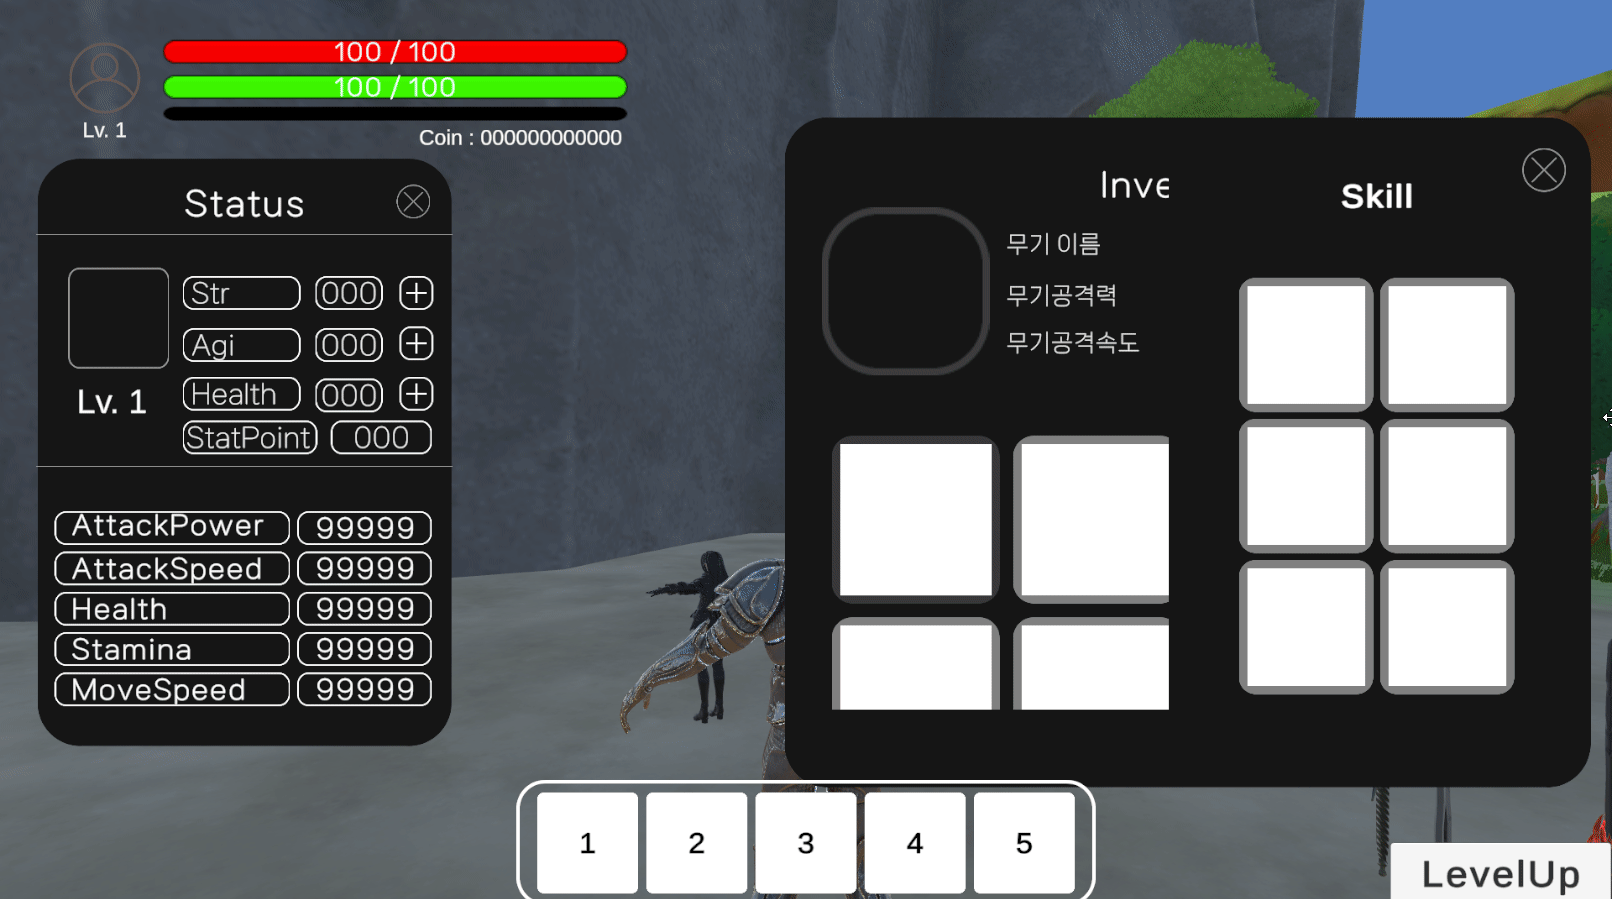 100 / 100
100 / 100
Lv. 1
Coin : 000000000000
Status
Str 000 +
Agi 000 +
Health 000 +
Lv. 1
StatPoint 000
AttackPower 99999
AttackSpeed 99999
Health 99999
Stamina 99999
MoveSpeed 99999
Inve
Skill
무기 이름
무기공격력
무기공격속도
1 2 3 4 5
LevelUp